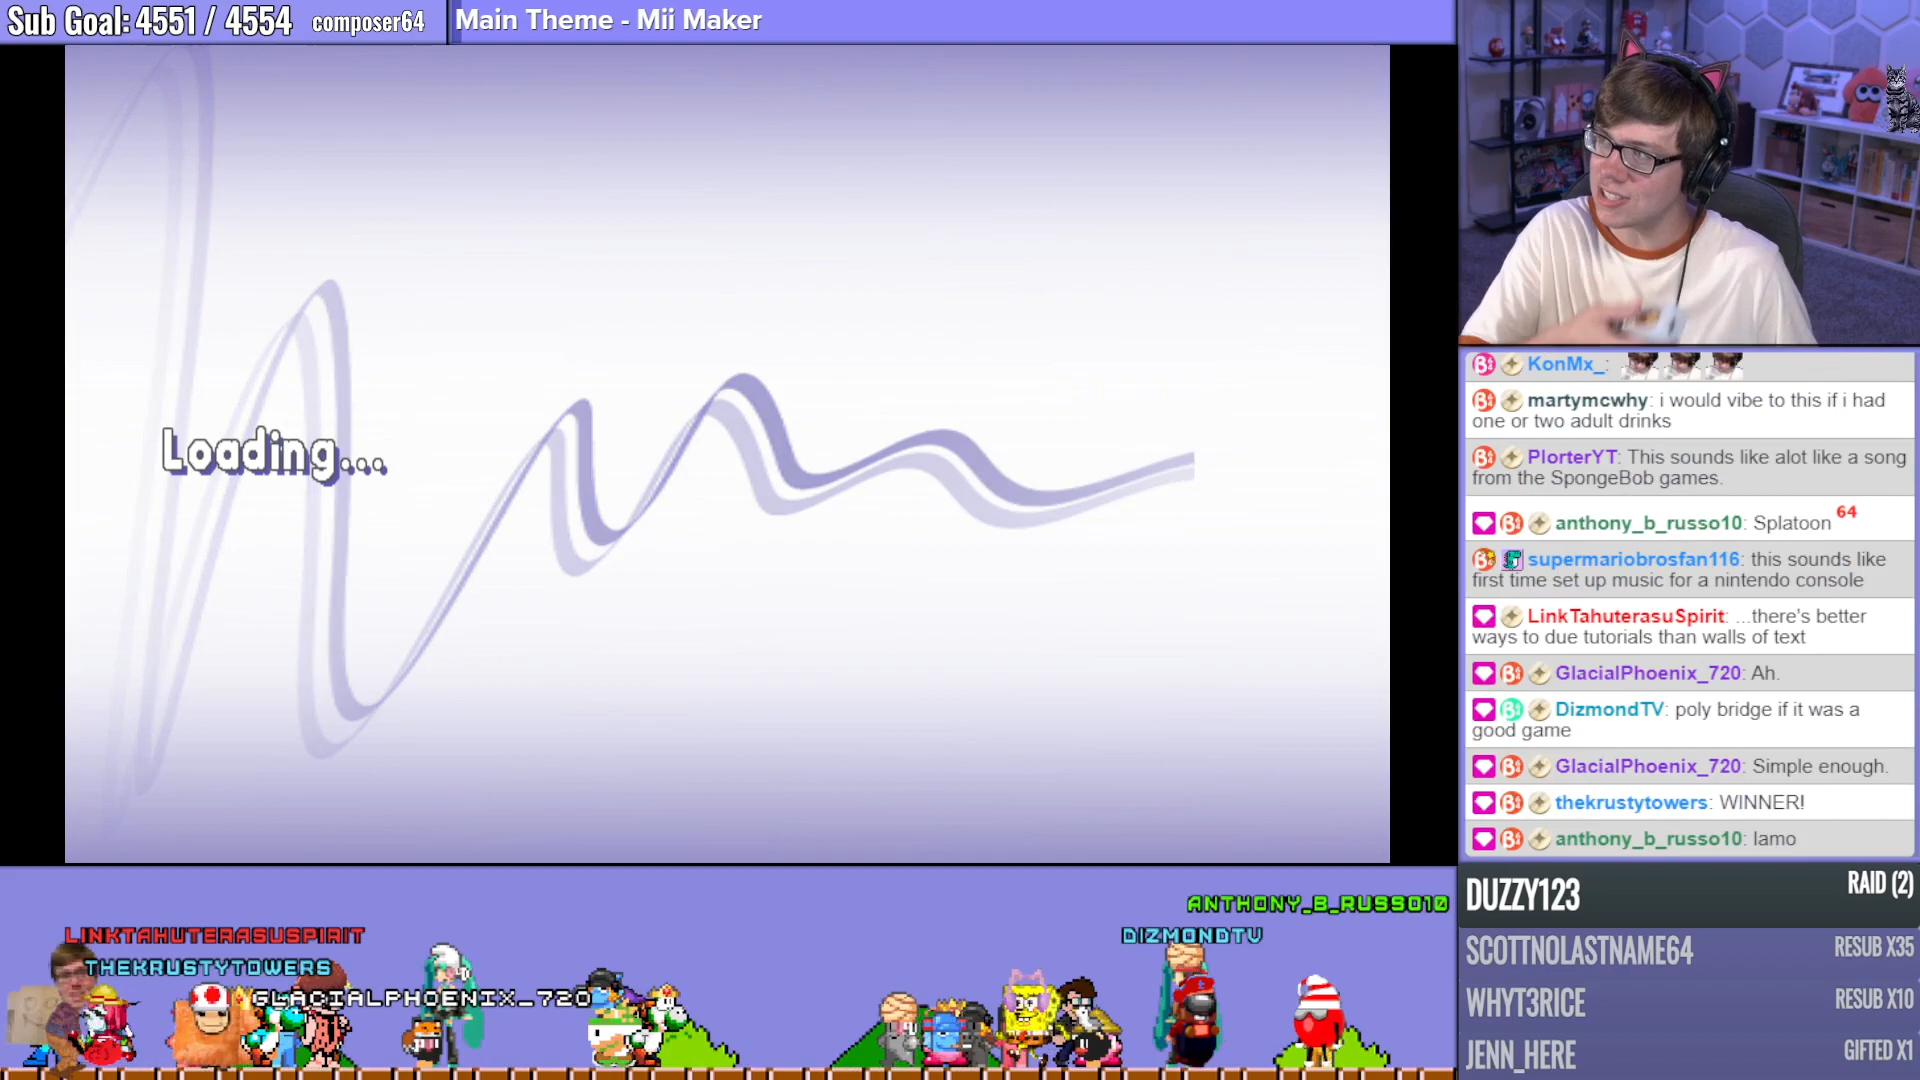 Sub Goal: 4551 / 4554 composer64
Main Theme - Mii Maker
Loading...
KonMx_:
martymcwhy: i would vibe to this if i had
one or two adult drinks
PlorterYT: This sounds like alot like a song
from the SpongeBob games.
anthony_b_russo10: Splatoon 64
supermariobrosfan116: this sounds like
first time set up music for a nintendo console
LinkTahuterasuSpirit: ...there's better
ways to due tutorials than walls of text
GlacialPhoenix_720: Ah.
DizmondTV: poly bridge if it was a
good game
GlacialPhoenix_720: Simple enough.
thekrustytowers: WINNER!
anthony_b_russo10: lamo
DUZZY123 RAID (2)
SCOTTNOLASTNAME64 RESUB X35
WHYT3RICE RESUB X10
JENN_HERE GIFTED X1
ANTHONY_B_RUSSO10
LINKTAHUTERASUSPIRIT
DIZMONDTV
THEKRUSTYTOWERS
GLACIALPHOENIX_720